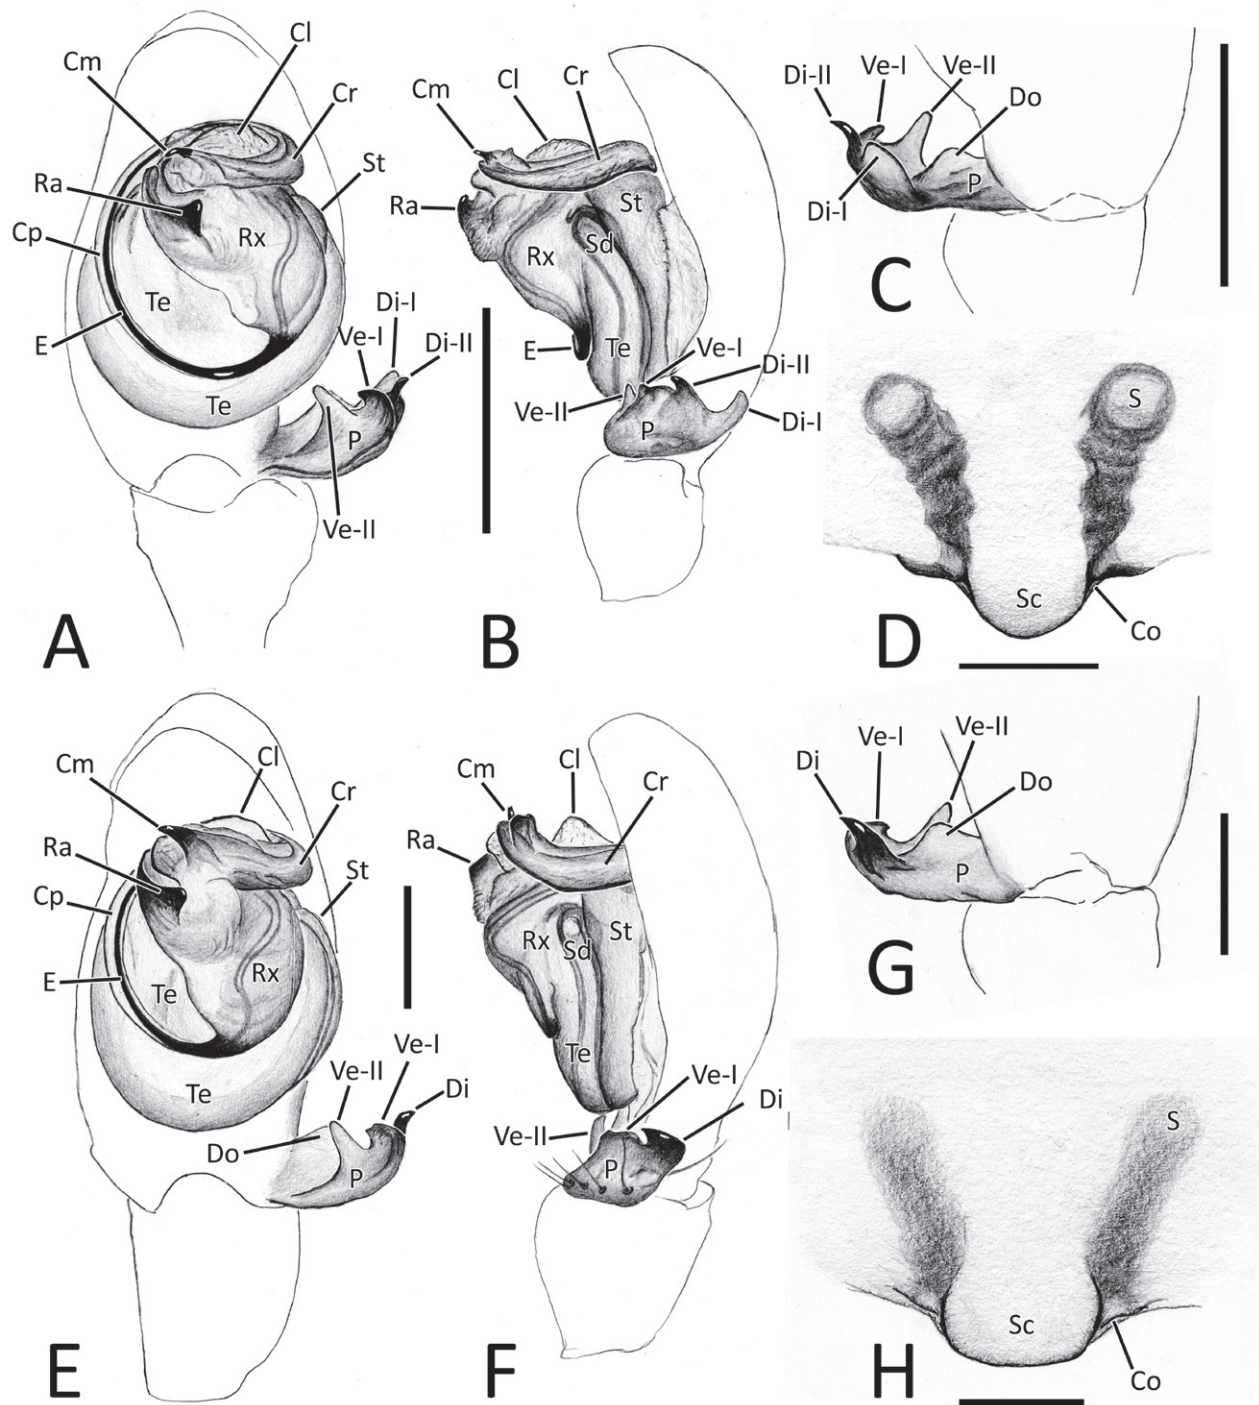 Cl
Cm
Cr
St
Ra
Rx
Cp
Te
Di-I
Ve-I
Di-II
E
Te
P
Ve-II
A
Cl
Cr
Cm
St
Ra
Sd
Rx
Te
Ve-I
E
Di-II
Ve-II
P
Di-I
B
Ve-I
Ve-II
Di-II
Do
P
Di-I
C
S
Sc
Co
D
Cl
Cm
Cr
Ra
St
Cp
Rx
E
Te
Ve-I
Te
Ve-II
Di
Do
P
E
Cl
Cm
Cr
Ra
Rx
Sd
St
Te
Ve-I
Di
Ve-II
P
F
Ve-II
Ve-I
Di
Do
P
G
S
Sc
Co
H